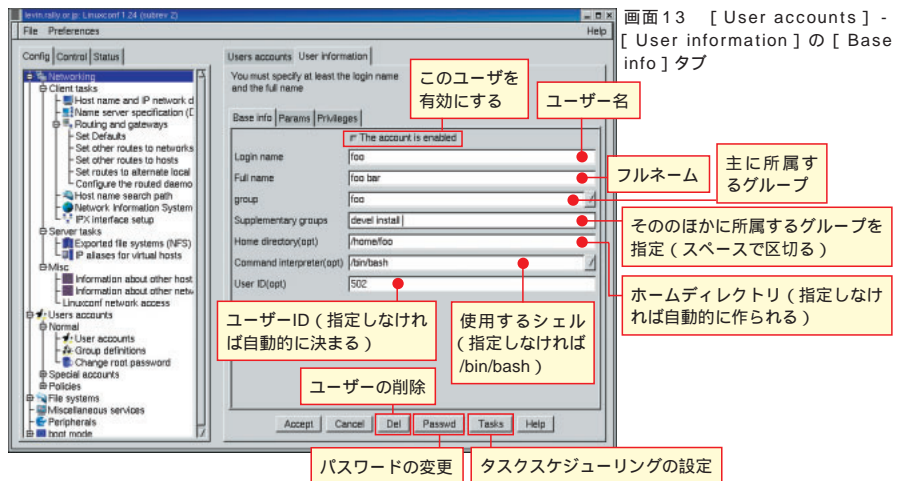 levin.rally.or.jp: Linuxconf 1.24 (subrev 2)
File Preferences Help
Config Control Status
Networking
Client tasks
Host name and IP network d
Name server specification (D
Routing and gateways
Set Defaults
Set other routes to networks
Set other routes to hosts
Set routes to alternate local
Configure the routed daemo
Host name search path
Network Information System
IPX interface setup
Server tasks
Exported file systems (NFS)
IP aliases for virtual hosts
Misc
Information about other host
Information about other netw
Linuxconf network access
Users accounts
Normal
User accounts
Group definitions
Change root password
Special accounts
Policies
File systems
Miscellaneous services
Peripherals
boot mode
Users accounts User information
You must specify at least the login name
and the full name
Base info Params Privileges
The account is enabled
Login name foo
Full name foo bar
group foo
Supplementary groups devel install
Home directory(opt) /home/foo
Command interpreter(opt) /bin/bash
User ID(opt) 502
Accept Cancel Del Passwd Tasks Help
このユーザを
有効にする
ユーザー名
フルネーム
主に所属す
るグループ
そののほかに所属するグループを
指定（スペースで区切る）
ホームディレクトリ（指定しなけ
れば自動的に作られる）
ユーザーID（指定しなけれ
ば自動的に決まる）
使用するシェル
（指定しなければ
/bin/bash）
ユーザーの削除
パスワードの変更
タスクスケジューリングの設定
画面13 [User accounts] -
[User information]の[Base
info]タブ